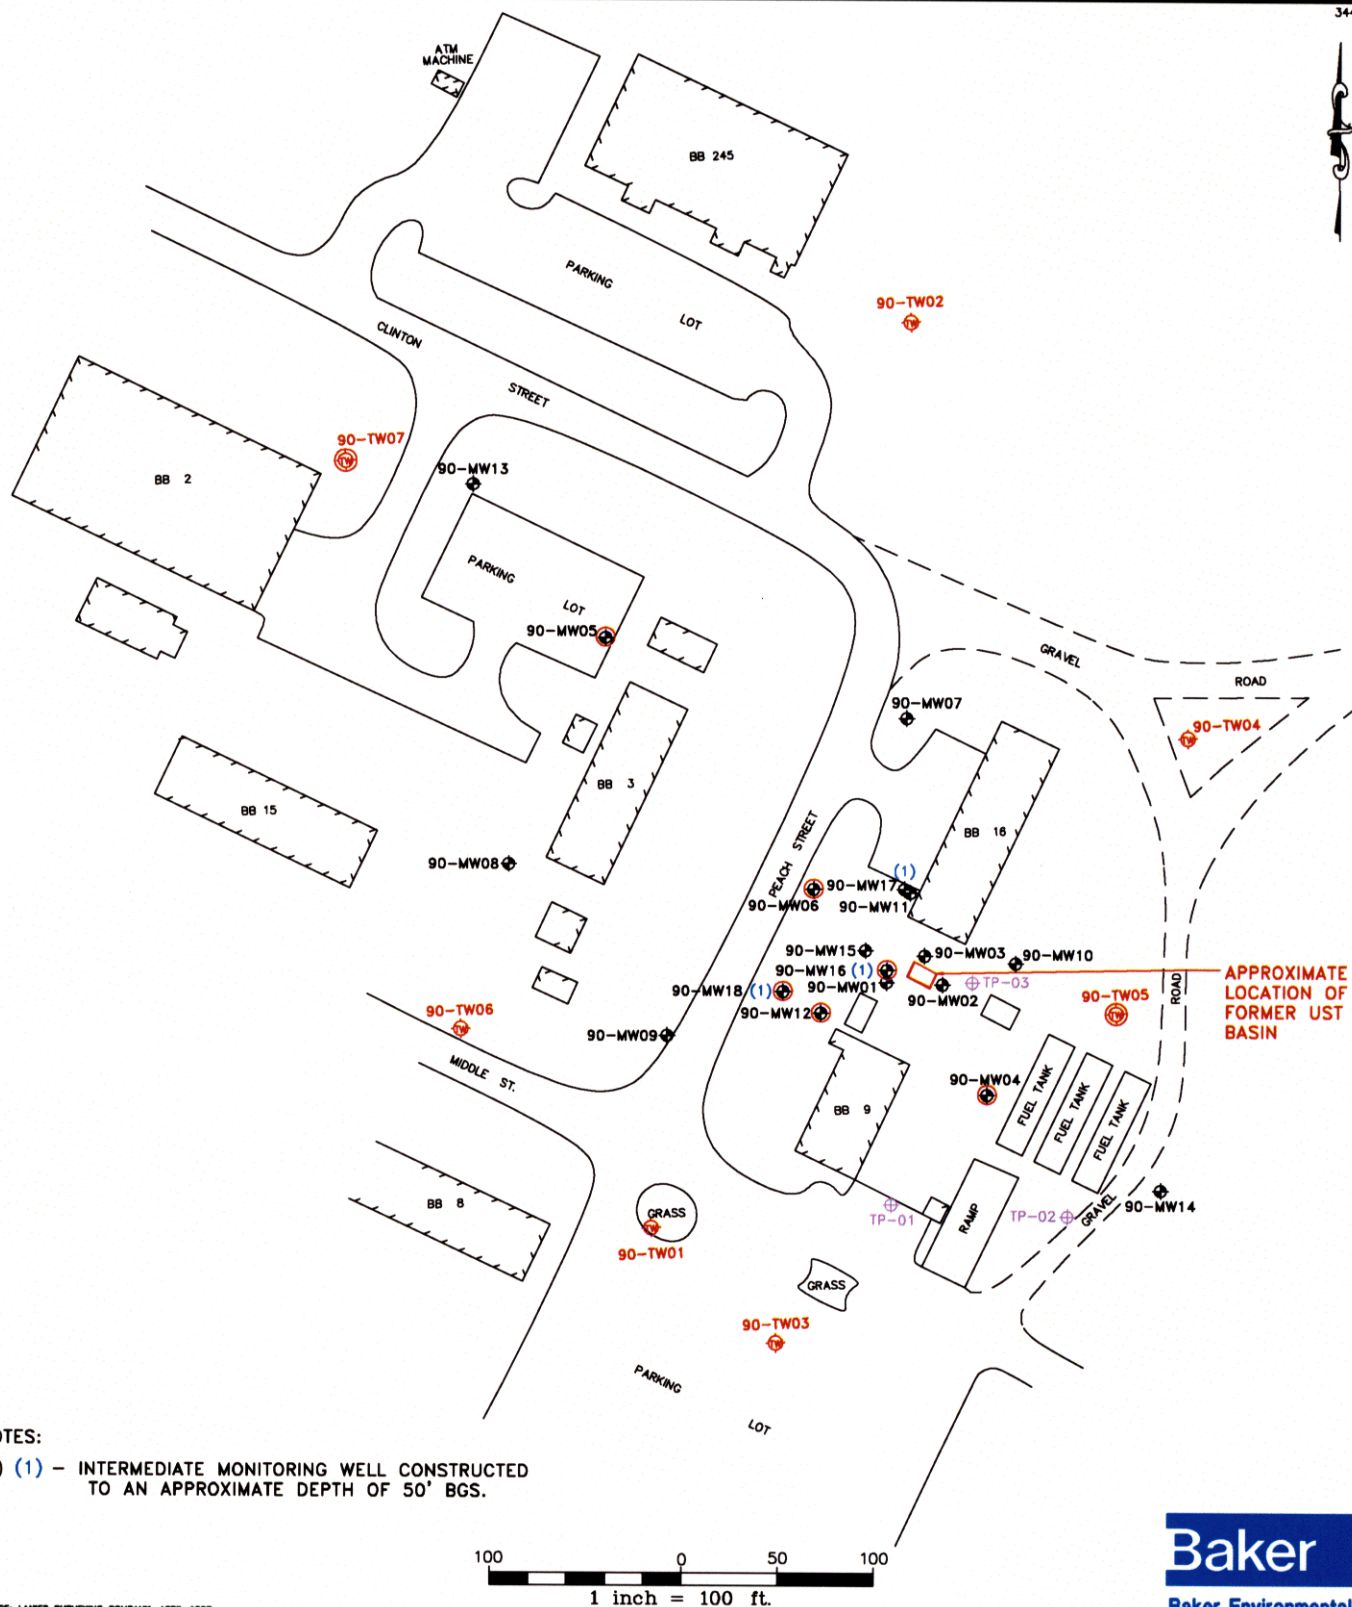 344
ATM
MACHINE
BB 245
PARKING
LOT
90-TW02
CLINTON
STREET
90-TW07
BB 2
90-MW13
PARKING
LOT
90-MW05
GRAVEL
ROAD
90-MW07
90-TW04
BB 3
BB 15
BB 16
PEACH STREET
90-MW08
(1)
90-MW17
90-MW06
90-MW11
90-MW15
90-MW03
90-MW10
90-MW16 (1)
TP-03
90-MW01
90-MW02
90-MW18 (1)
90-MW12
90-TW05
ROAD
APPROXIMATE
LOCATION OF
FORMER UST
BASIN
90-TW06
90-MW09
MIDDLE ST.
90-MW04
FUEL TANK
FUEL TANK
FUEL TANK
BB 9
BB 8
GRASS
90-TW01
TP-01
RAMP
TP-02
GRAVEL
90-MW14
GRASS
90-TW03
PARKING
LOT
OTES:
) (1) - INTERMEDIATE MONITORING WELL CONSTRUCTED
TO AN APPROXIMATE DEPTH OF 50' BGS.
100 0 50 100
1 inch = 100 ft.
Baker
Baker Environmental